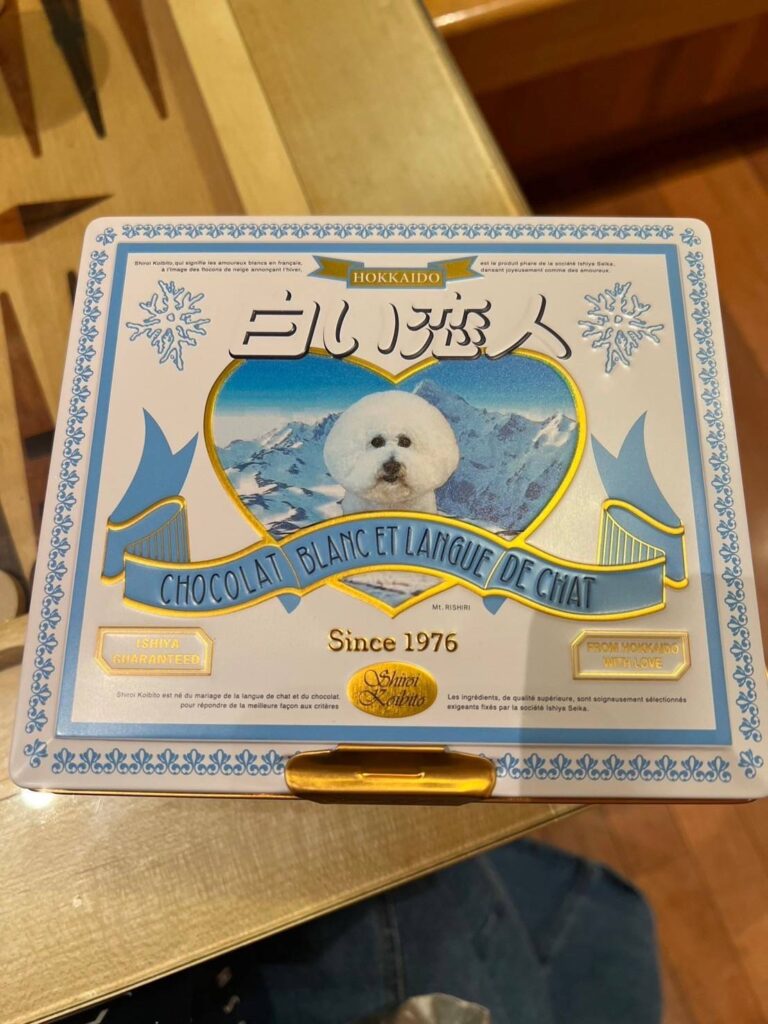 Shiroi Koibito, qui signifie les amoureux blancs en français,
à l'image des flocons de neige annonçant l'hiver,
est le produit phare de la société Ishiya Seika.
dansant joyeusement comme des amoureux.
HOKKAIDO
白い恋人
CHOCOLAT BLANC ET LANGUE DE CHAT
Mt. RISHIRI
Since 1976
ISHIYA
GUARANTEED
FROM HOKKAIDO
WITH LOVE
Shiroi
Koibito
Shiroi Koibito est né du mariage de la langue de chat et du chocolat.
pour répondre de la meilleure façon aux critères
Les ingrédients, de qualité supérieure, sont soigneusement sélectionnés
exigeants fixés par la société Ishiya Seika.